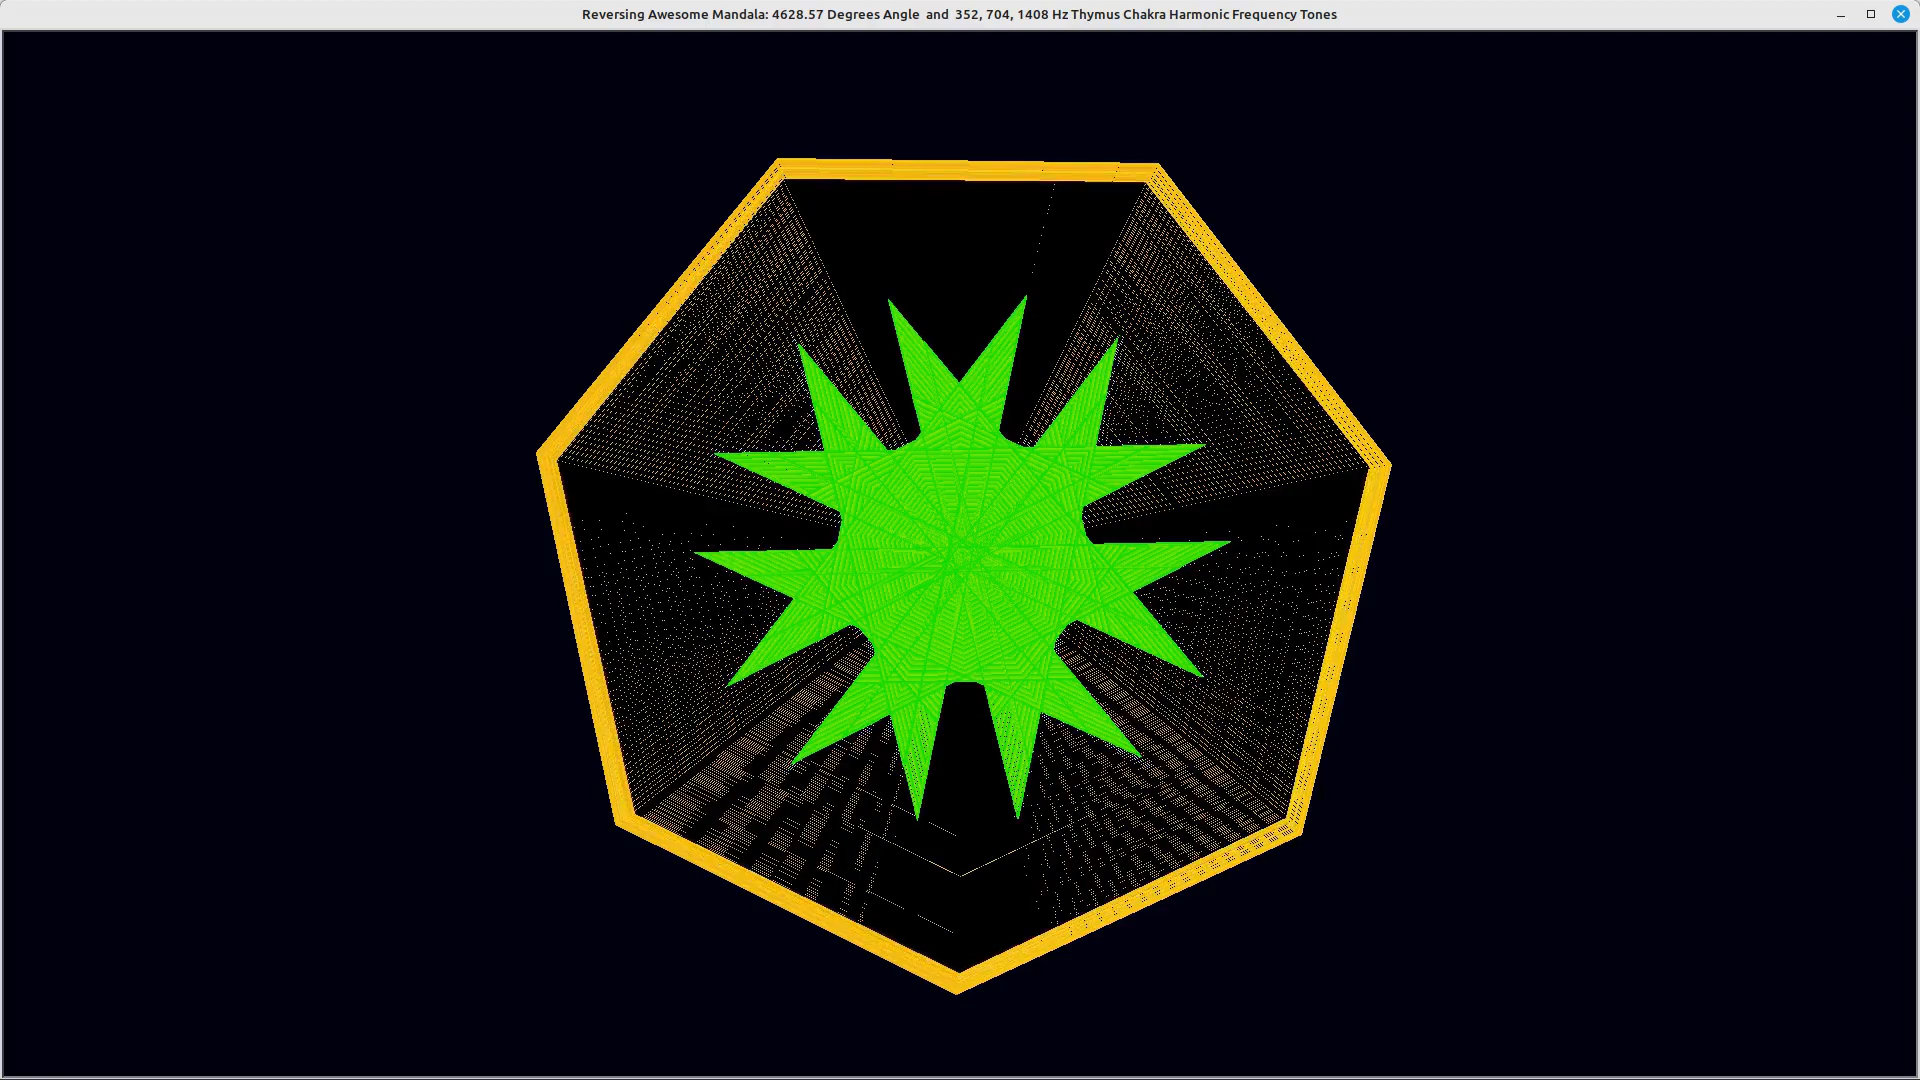 Reversing Awesome Mandala: 4628.57 Degrees Angle  and  352, 704, 1408 Hz Thymus Chakra Harmonic Frequency Tones